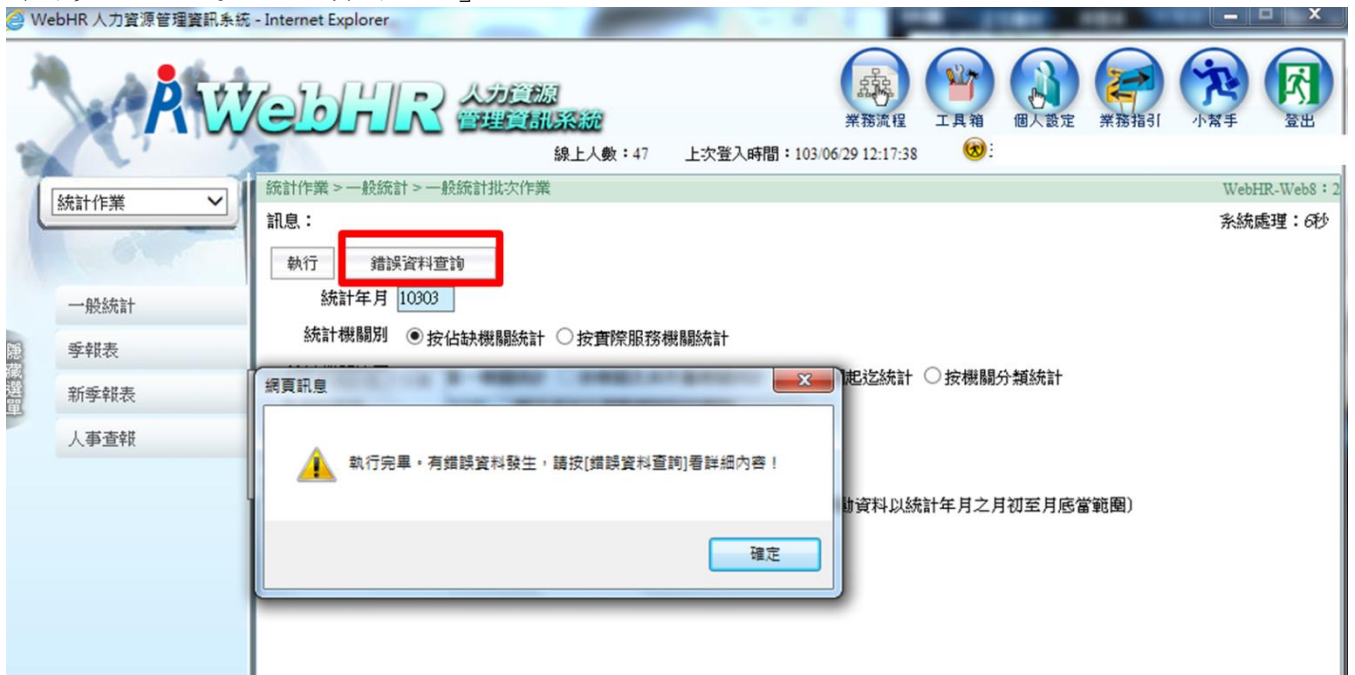 WebHR 人力資源管理資訊系統 - Internet Explorer
WebHR 人力資源
管理資訊系統
業務流程 工具箱 個人設定 業務指引 小幫手 登出
線上人數：47 上次登入時間：103/06/29 12:17:38
統計作業 > 一般統計 > 一般統計批次作業 WebHR-Web8：2
統計作業
訊息： 系統處理：6秒
執行 錯誤資料查詢
統計年月 10303
統計機關別 按佔缺機關統計 按實際服務機關統計
起迄統計 按機關分類統計
一般統計
季報表
新季報表
人事查報
隱藏選單
網頁訊息
執行完畢。有錯誤資料發生，請按[錯誤資料查詢]看詳細內容！
確定
動資料以統計年月之月初至月底當範圍)